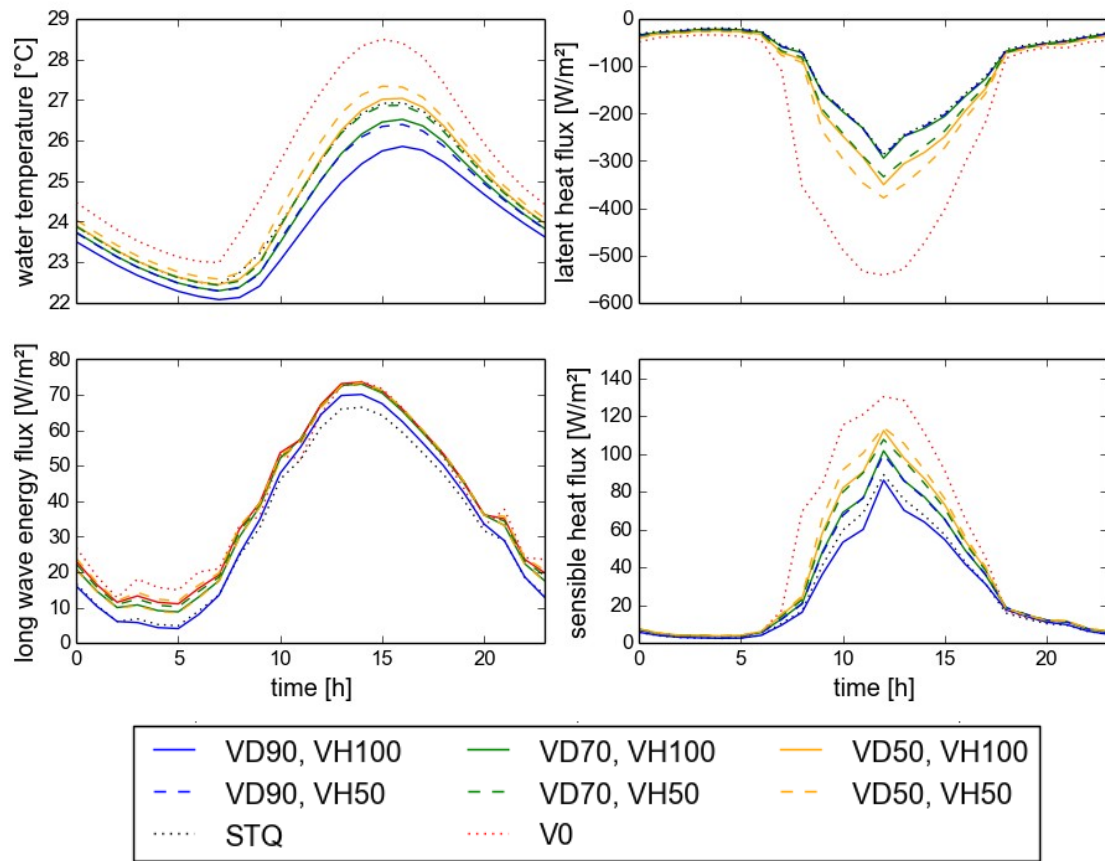 water temperature [°C]
29
28
27
26
25
24
23
22
latent heat flux [W/m²]
0
-100
-200
-300
-400
-500
-600
long wave energy flux [W/m²]
80
70
60
50
40
30
20
10
0
0 5 10 15 20
time [h]
sensible heat flux [W/m²]
140
120
100
80
60
40
20
0
0 5 10 15 20
time [h]
VD90, VH100 VD70, VH100 VD50, VH100
VD90, VH50 VD70, VH50 VD50, VH50
STQ V0